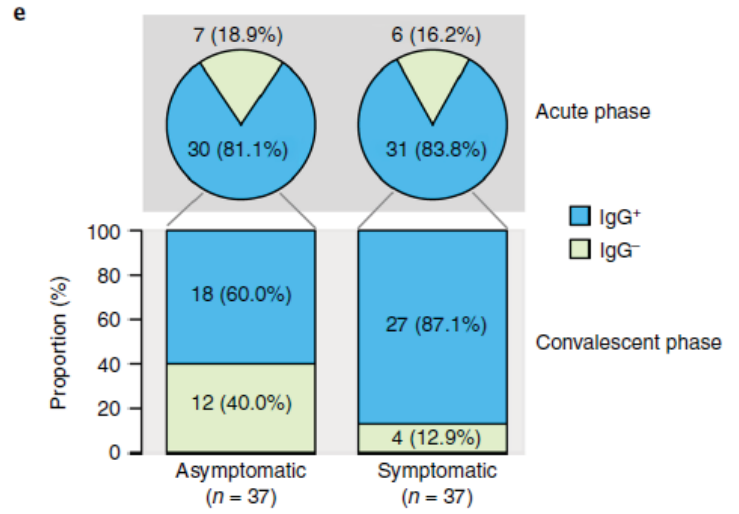 e
7 (18.9%)
6 (16.2%)
30 (81.1%)
31 (83.8%)
Acute phase
IgG⁺
IgG⁻
Proportion (%)
100
80
60
40
20
0
18 (60.0%)
27 (87.1%)
12 (40.0%)
4 (12.9%)
Convalescent phase
Asymptomatic
(n = 37)
Symptomatic
(n = 37)